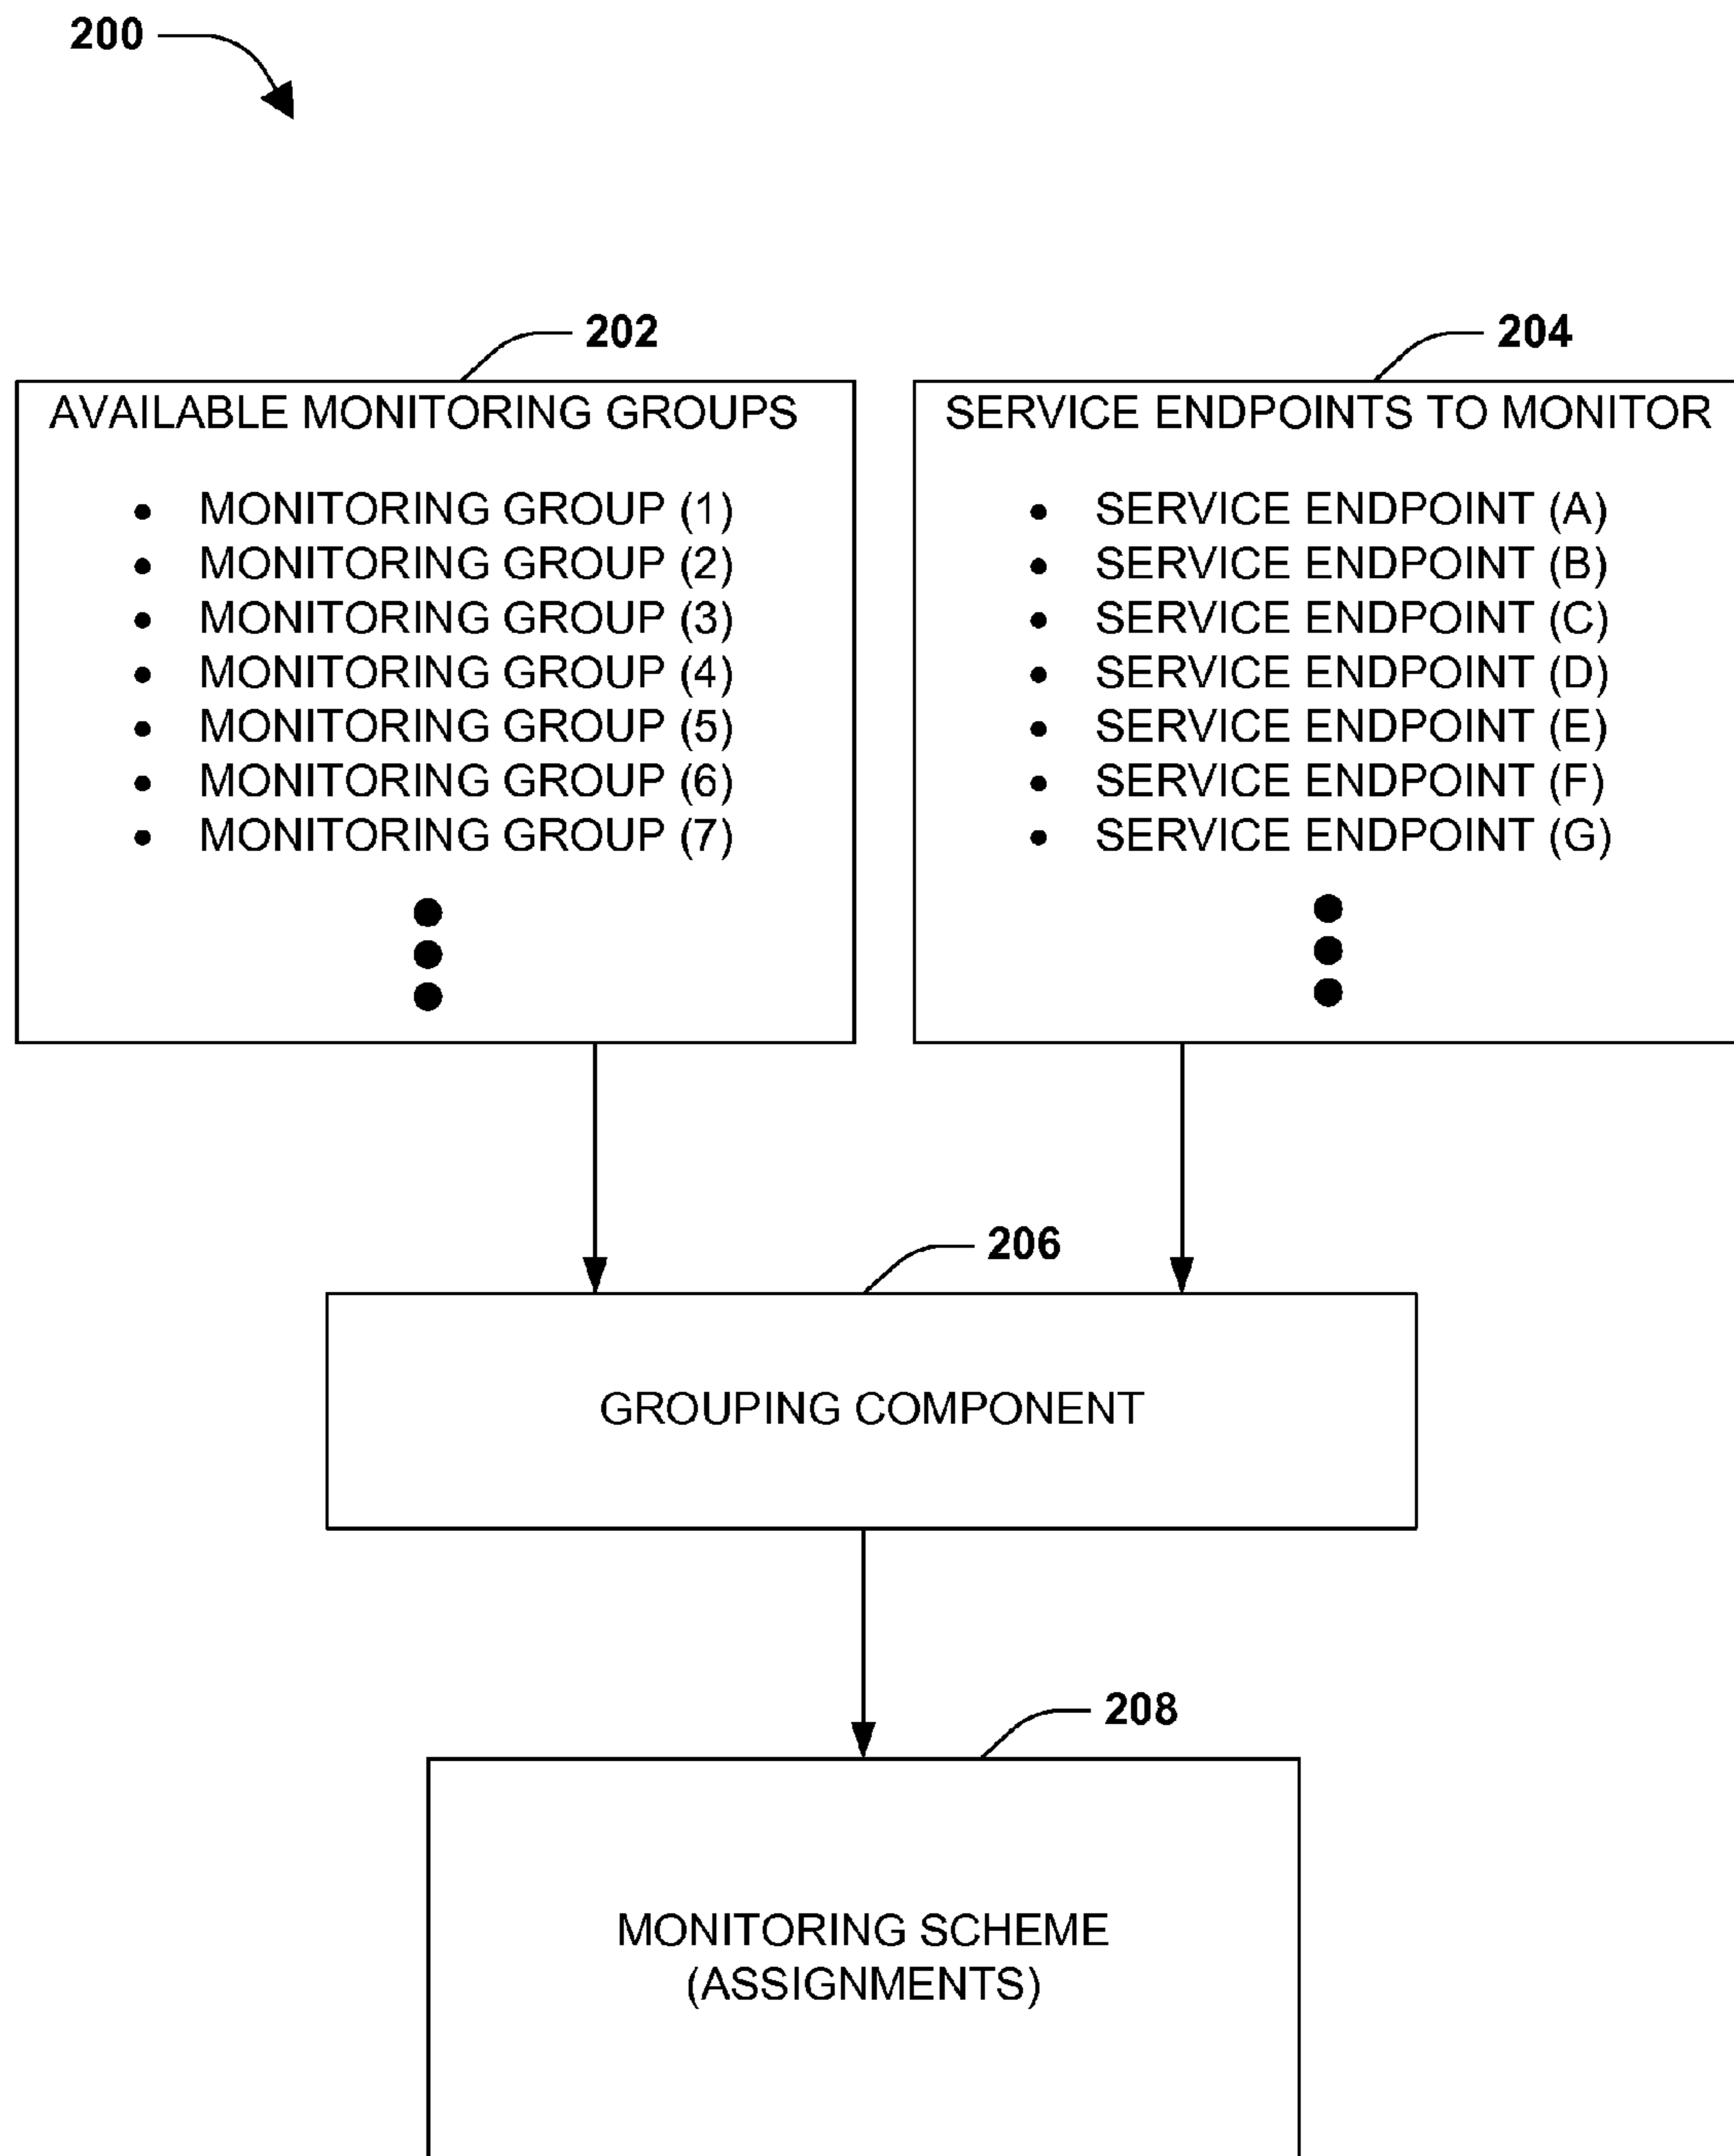 200
202
AVAILABLE MONITORING GROUPS
• MONITORING GROUP (1)
• MONITORING GROUP (2)
• MONITORING GROUP (3)
• MONITORING GROUP (4)
• MONITORING GROUP (5)
• MONITORING GROUP (6)
• MONITORING GROUP (7)
204
SERVICE ENDPOINTS TO MONITOR
• SERVICE ENDPOINT (A)
• SERVICE ENDPOINT (B)
• SERVICE ENDPOINT (C)
• SERVICE ENDPOINT (D)
• SERVICE ENDPOINT (E)
• SERVICE ENDPOINT (F)
• SERVICE ENDPOINT (G)
206
GROUPING COMPONENT
208
MONITORING SCHEME
(ASSIGNMENTS)